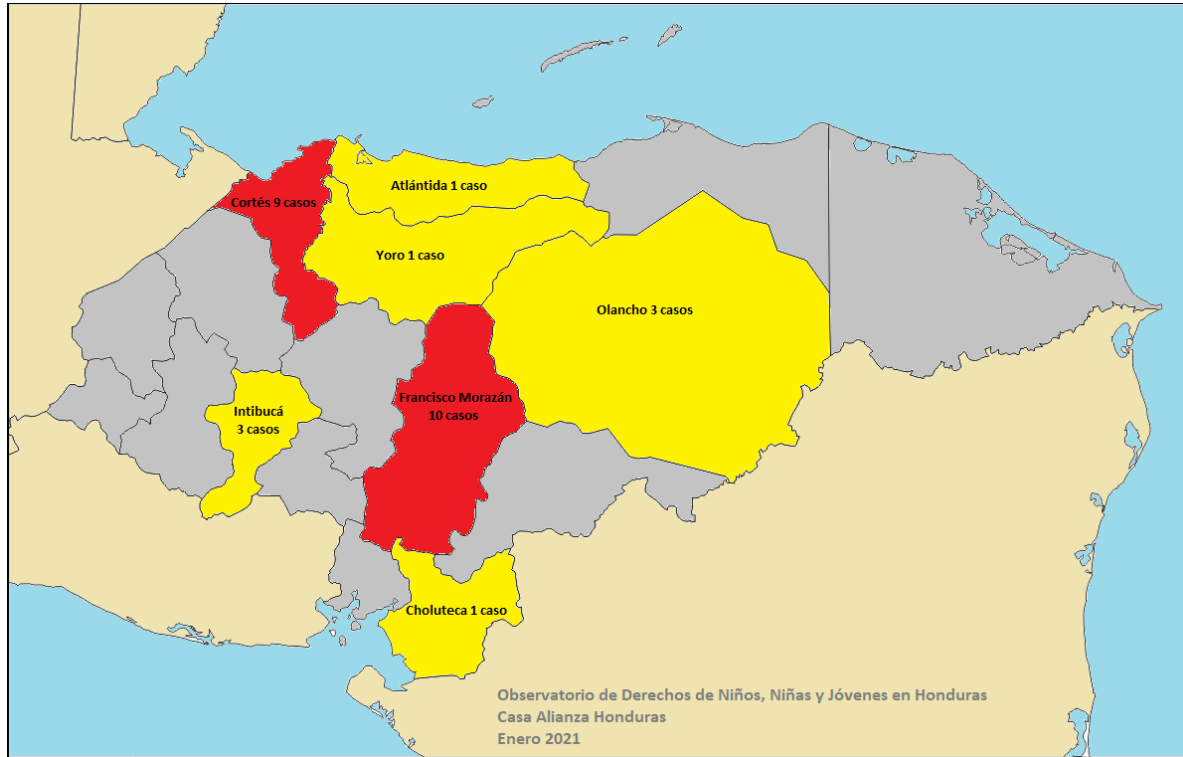 Atlántida 1 caso
Cortés 9 casos
Yoro 1 caso
Olancho 3 casos
Francisco Morazán
10 casos
Intibucá
3 casos
Choluteca 1 caso
Observatorio de Derechos de Niños, Niñas y Jóvenes en Honduras
Casa Alianza Honduras
Enero 2021